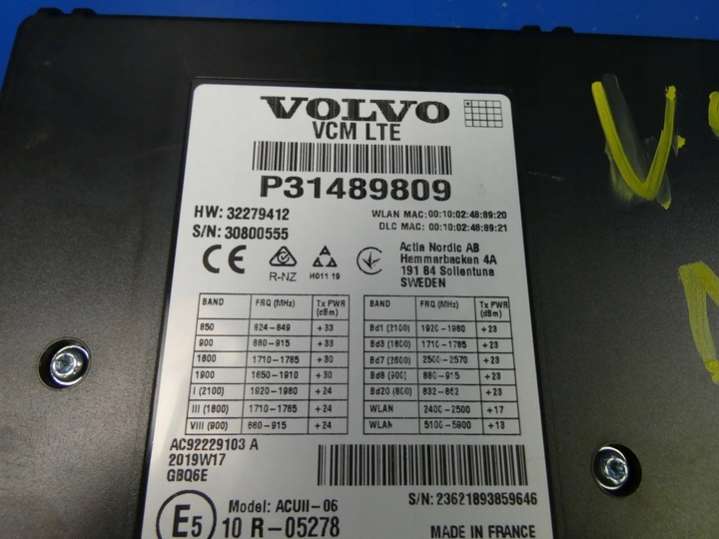 VOLVO
VCM LTE
P31489809
HW: 32279412
WLAN MAC: 00:10:02:48:89:20
S/N: 30800555
DLC MAC: 00:10:02:48:89:21
CE
R-NZ
И011 19
Actia Nordic AB
Hammarbacken 4A
191 84 Sollentuna
SWEDEN
BAND FRQ (MHz) Tx PWR (dBm) BAND FRQ (MHz) Tx PWR (dBm)
850 824-849 +33 Bd1 (2100) 1920-1980 +23
900 880-915 +33 Bd3 (1800) 1710-1785 +23
1800 1710-1785 +30 Bd7 (2600) 2500-2570 +23
1900 1850-1910 +30 Bd8 (900) 880-915 +23
I (2100) 1920-1980 +24 Bd20 (800) 832-862 +23
III (1800) 1710-1785 +24 WLAN 2400-2500 +17
VIII (900) 880-915 +24 WLAN 5100-5900 +13
AC92229103 A
2019W17
GBQ6E
S/N: 23621893859646
E5
Model: ACUII-06
10 R-05278
MADE IN FRANCE
V